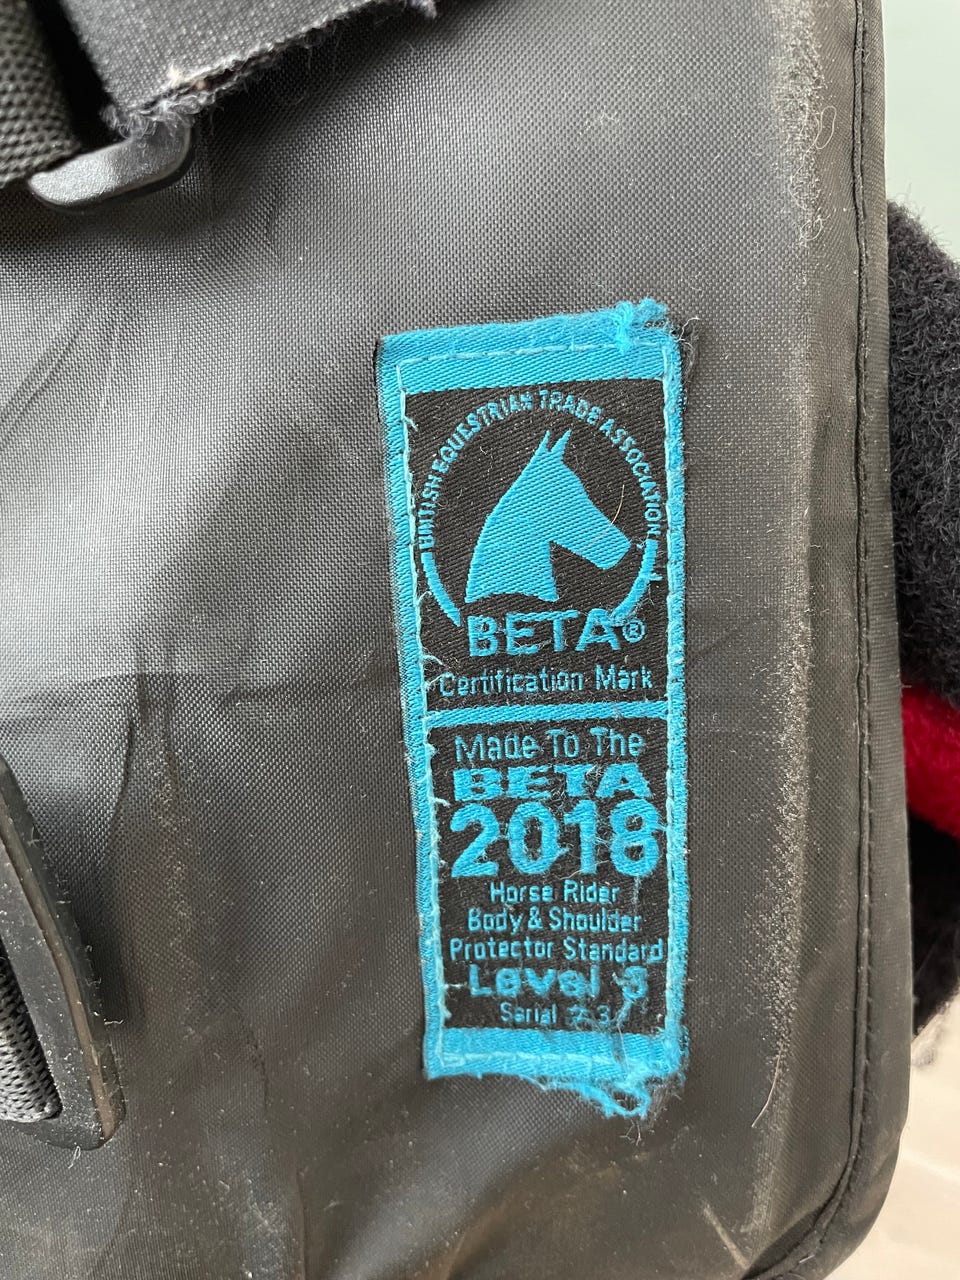 BRITISH EQUESTRIAN TRADE ASSOCIATION
BETA®
Certification Mark
Made To The
BETA
2018
Horse Rider
Body & Shoulder
Protector Standard
Level 3
Serial